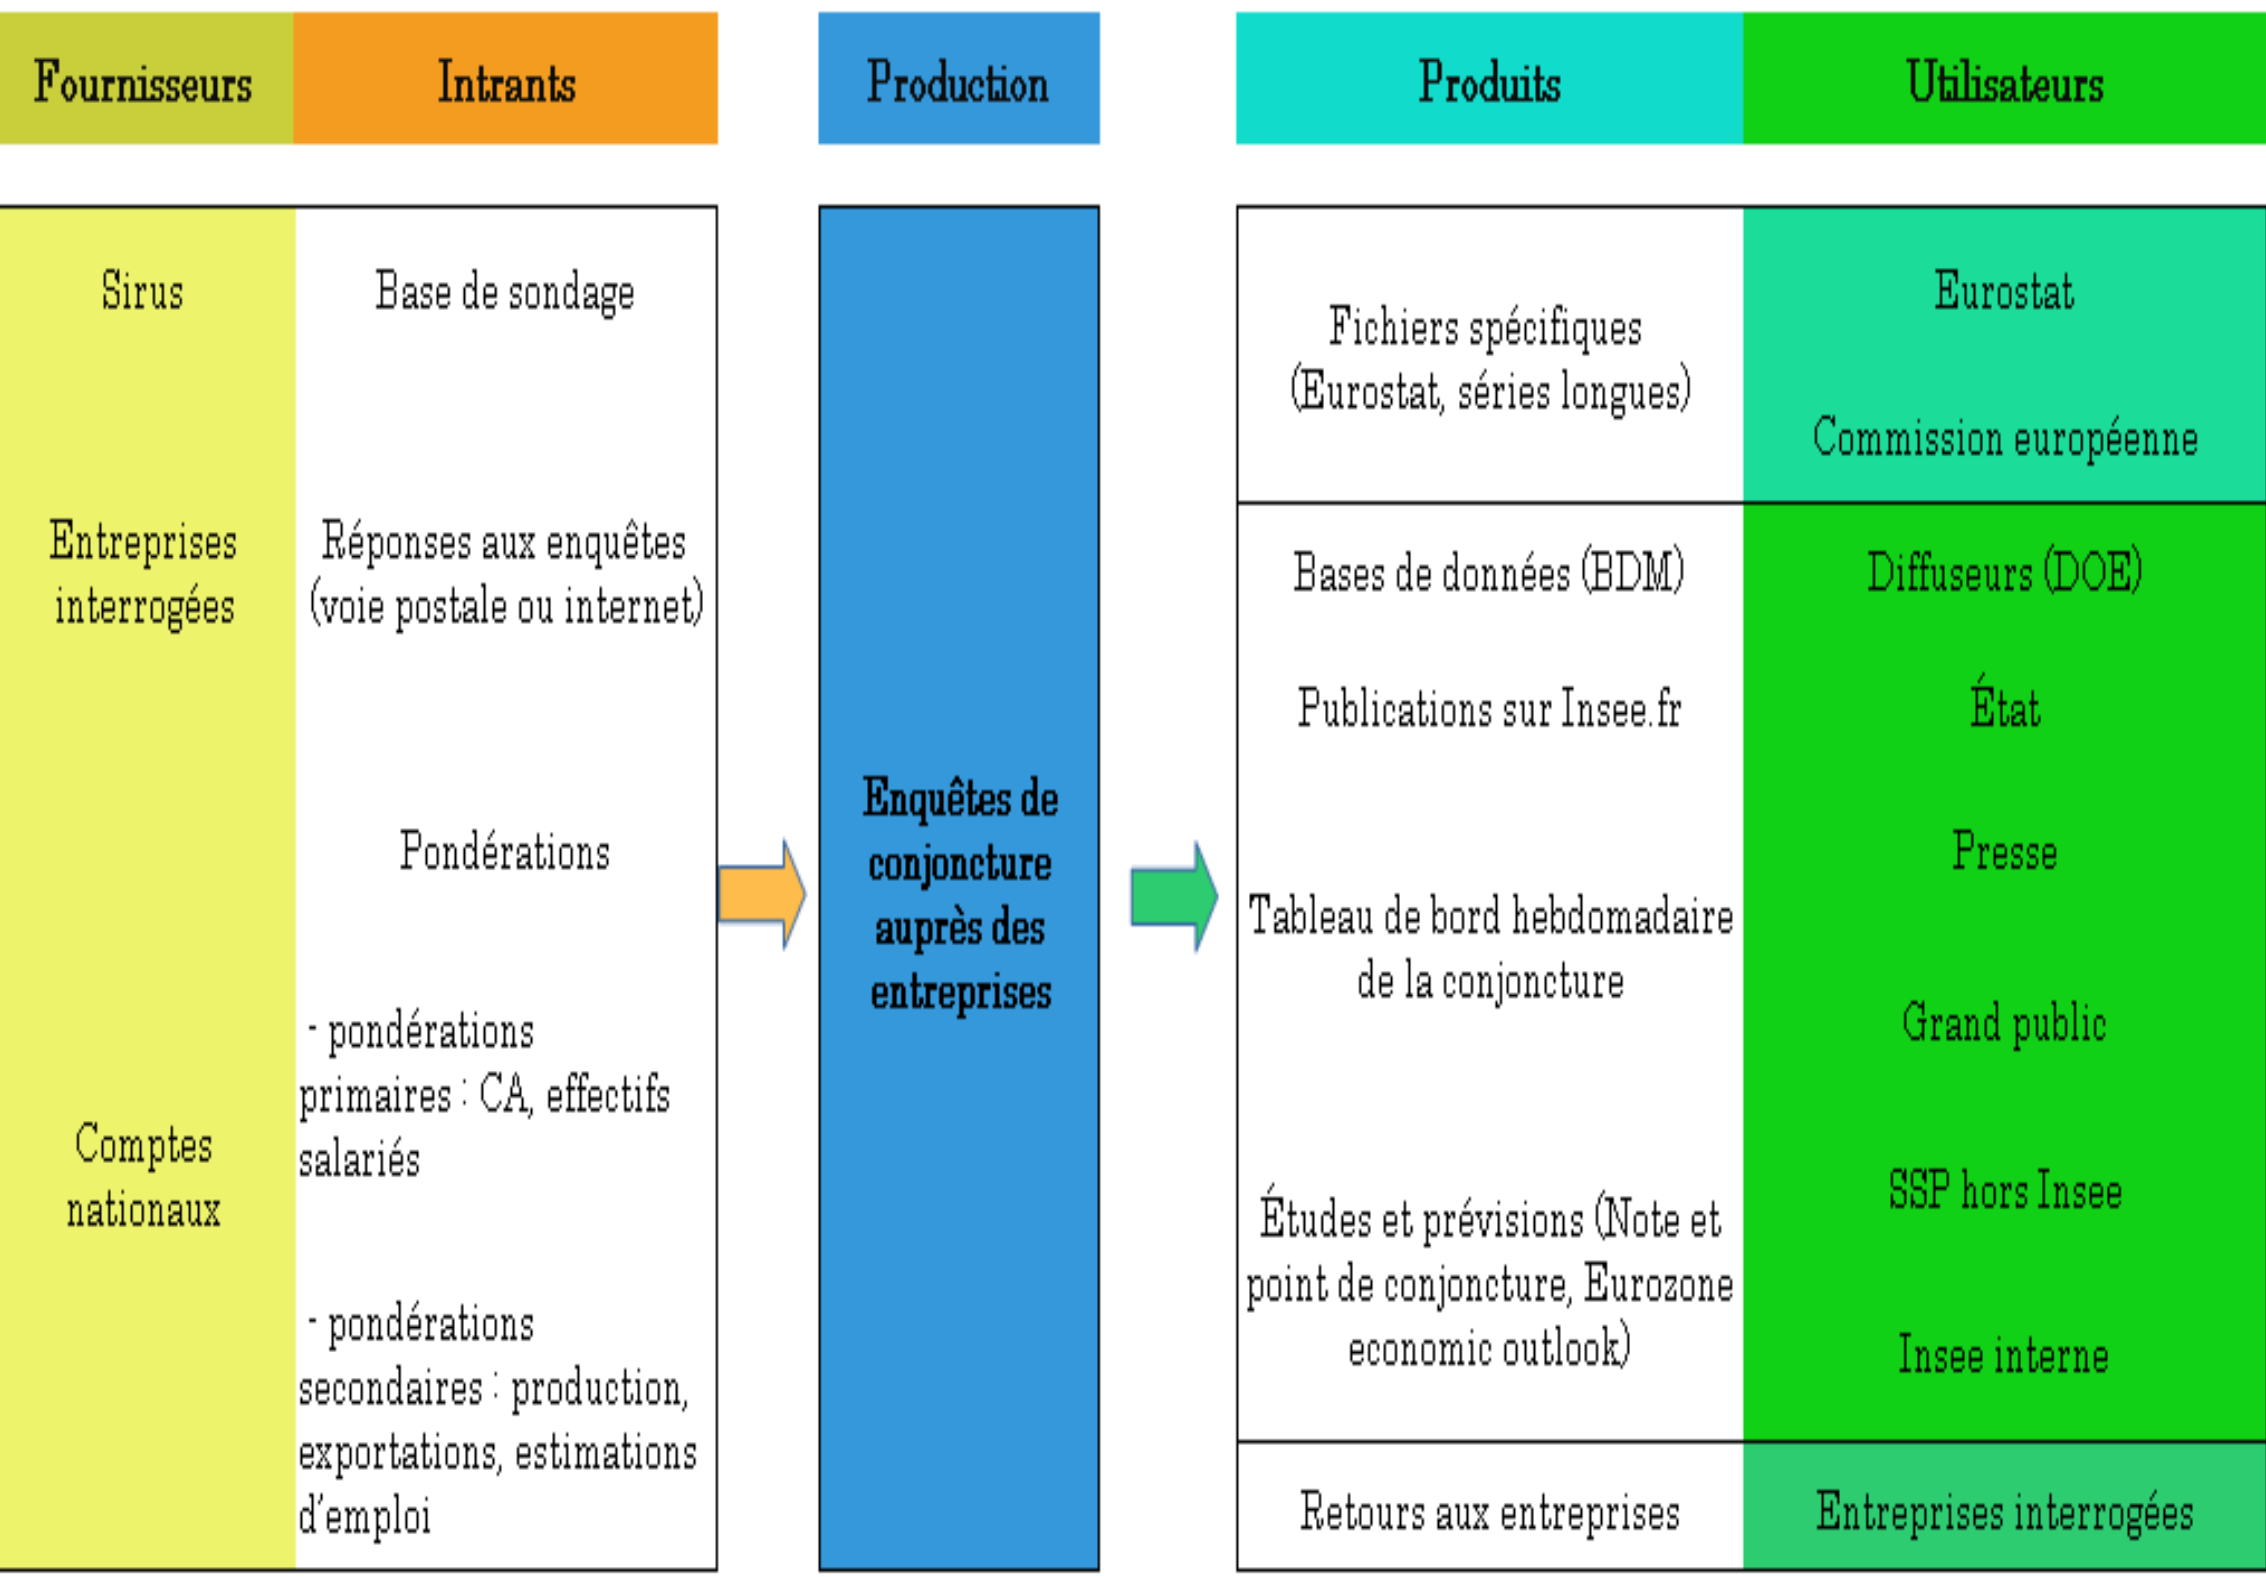 Fournisseurs
Intrants
Production
Produits
Utilisateurs
Sirus
Base de sondage
Entreprises
interrogées
Réponses aux enquêtes
(voie postale ou internet)
Comptes
nationaux
Pondérations
- pondérations
primaires : CA, effectifs
salariés
- pondérations
secondaires : production,
exportations, estimations
d'emploi
Enquêtes de
conjoncture
auprès des
entreprises
Fichiers spécifiques
(Eurostat, séries longues)
Eurostat
Commission européenne
Bases de données (BDM)
Publications sur Insee.fr
Tableau de bord hebdomadaire
de la conjoncture
Études et prévisions (Note et
point de conjoncture, Eurozone
economic outlook)
Diffuseurs (DOE)
État
Presse
Grand public
SSP hors Insee
Insee interne
Retours aux entreprises
Entreprises interrogées